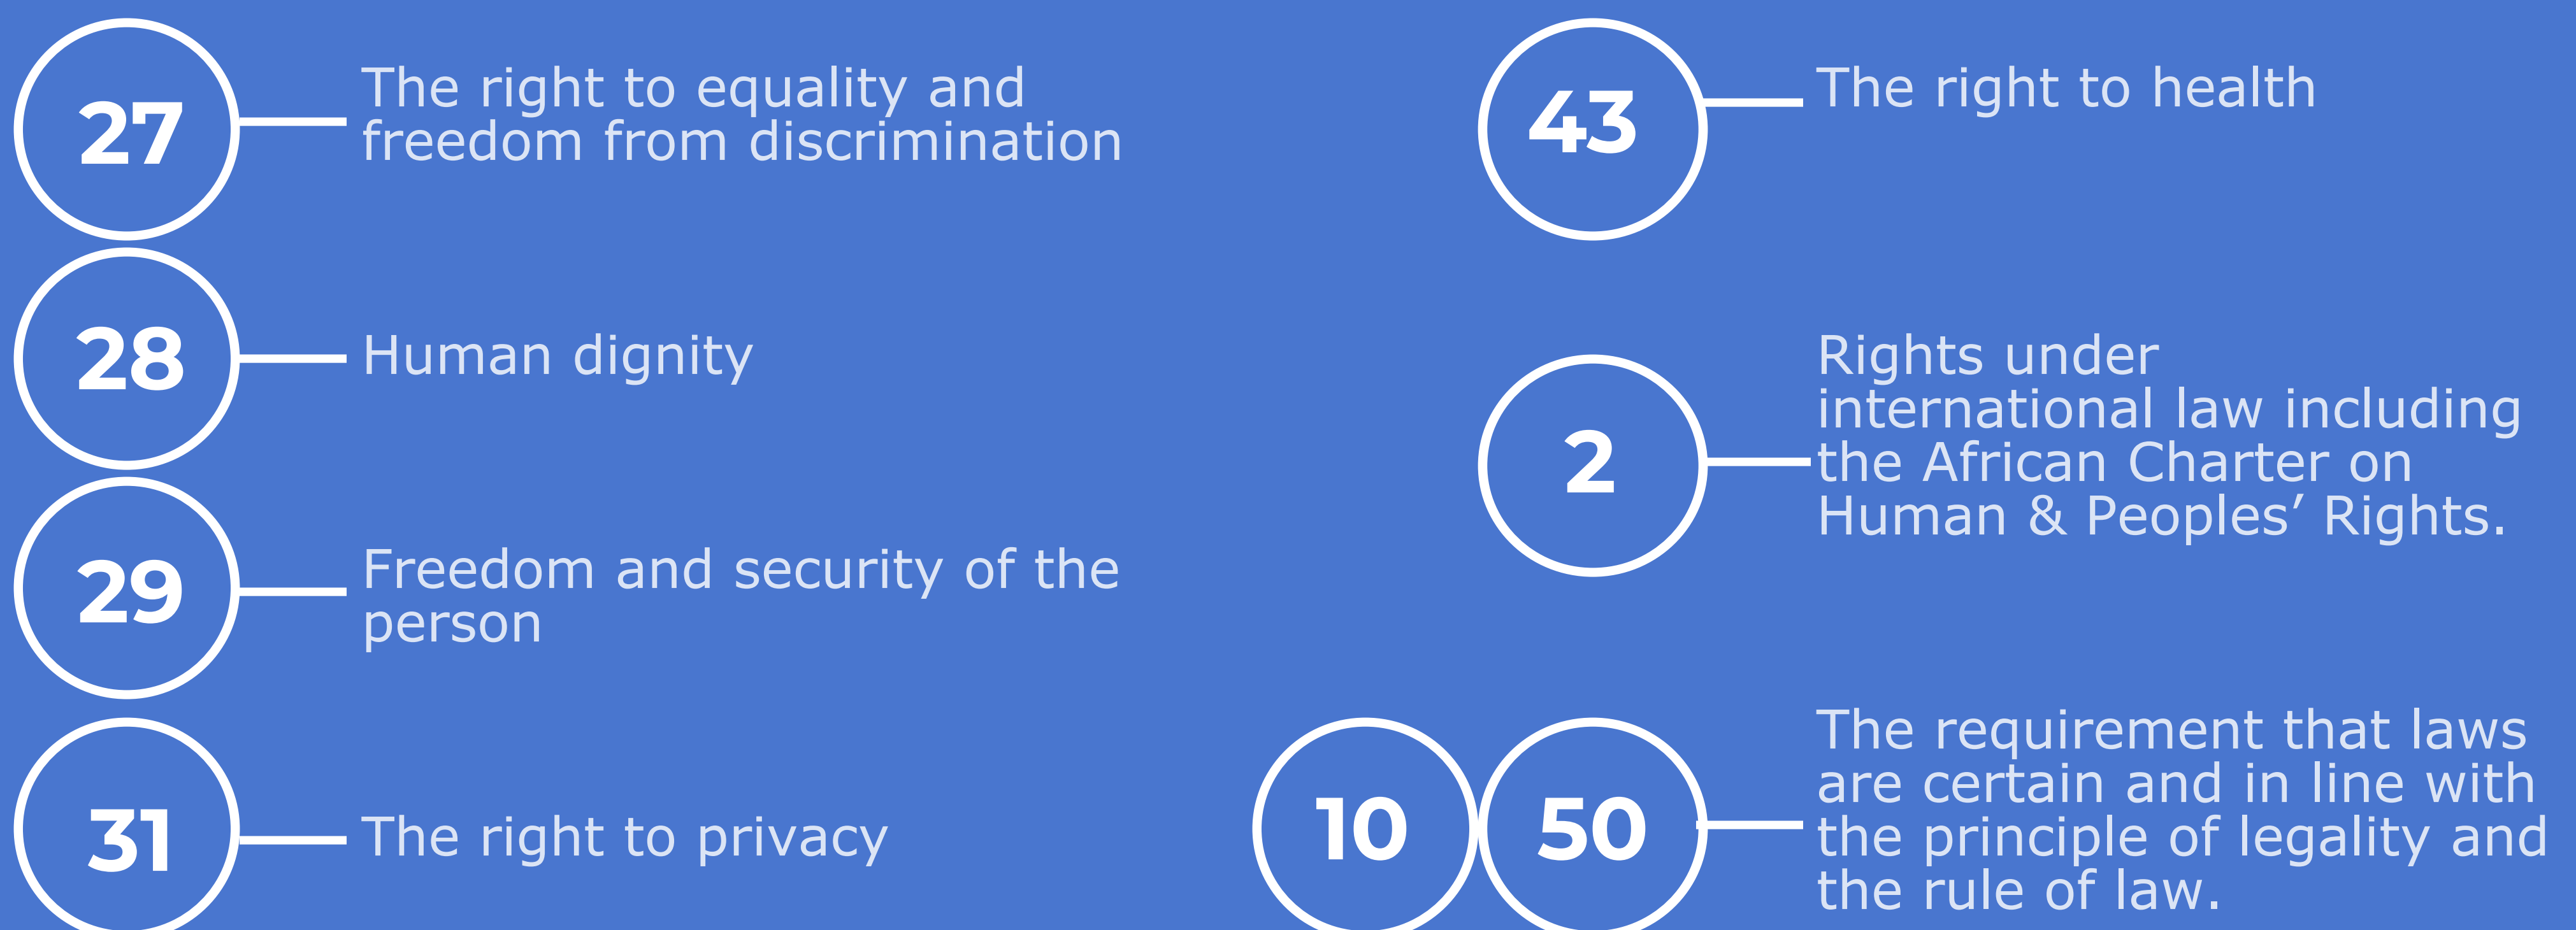 27
The right to equality and
freedom from discrimination
28
Human dignity
29
Freedom and security of the
person
31
The right to privacy
43
The right to health
2
Rights under
international law including
the African Charter on
Human & Peoples’ Rights.
10
50
The requirement that laws
are certain and in line with
the principle of legality and
the rule of law.